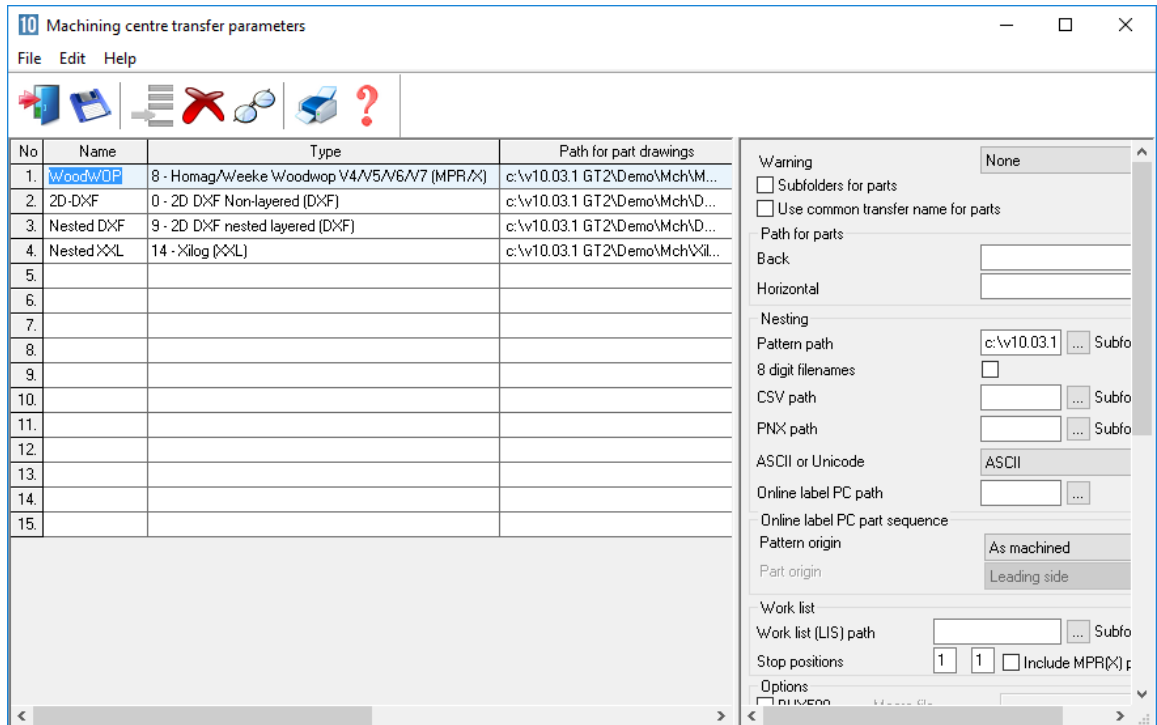 10 Machining centre transfer parameters
File Edit Help
No Name Type Path for part drawings
1. WoodWOP 8 - Homag/Weeke Woodwop V4/V5/V6/V7 (MPR/X) c:\v10.03.1 GT2\Demo\Mch\M...
2. 2D-DXF 0 - 2D DXF Non-layered (DXF) c:\v10.03.1 GT2\Demo\Mch\D...
3. Nested DXF 9 - 2D DXF nested layered (DXF) c:\v10.03.1 GT2\Demo\Mch\D...
4. Nested XXL 14 - Xilog (XXL) c:\v10.03.1 GT2\Demo\Mch\Xil...
5.
6.
7.
8.
9.
10.
11.
12.
13.
14.
15.
Warning None
Subfolders for parts
Use common transfer name for parts
Path for parts
Back
Horizontal
Nesting
Pattern path c:\v10.03.1 ... Subfo
8 digit filenames
CSV path ... Subfo
PNX path ... Subfo
ASCII or Unicode ASCII
Online label PC path ...
Online label PC part sequence
Pattern origin As machined
Part origin Leading side
Work list
Work list (LIS) path ... Subfo
Stop positions 1 1 Include MPR(X) p
Options